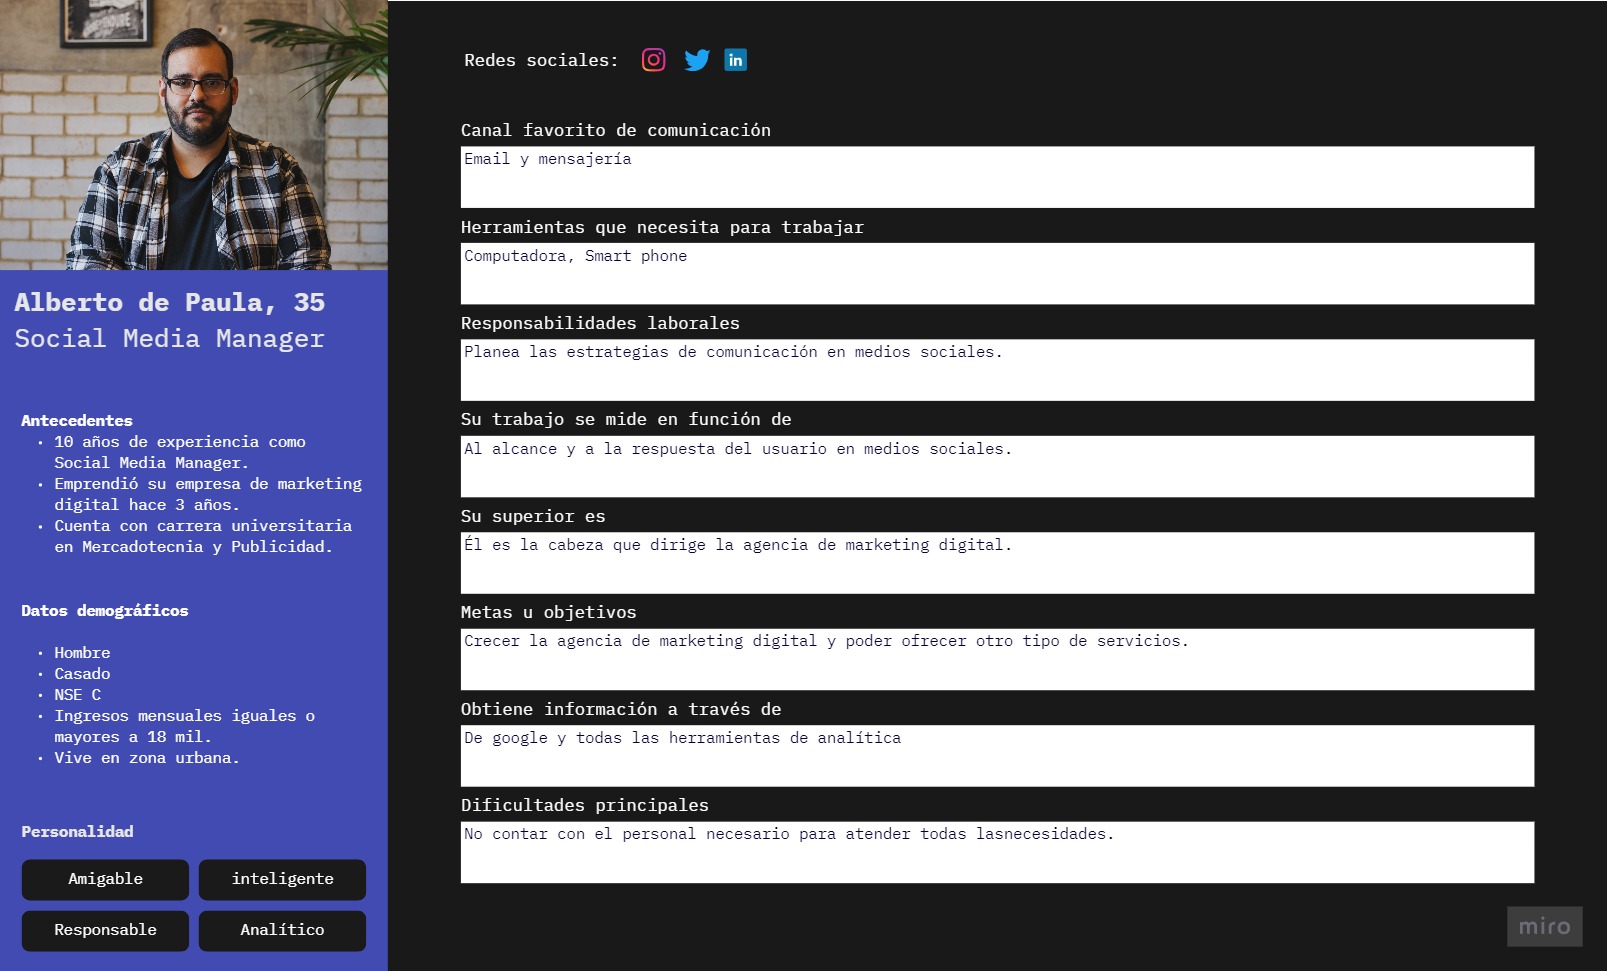 Alberto de Paula, 35
Social Media Manager
Antecedentes
• 10 años de experiencia como
Social Media Manager.
• Emprendió su empresa de marketing
digital hace 3 años.
• Cuenta con carrera universitaria
en Mercadotecnia y Publicidad.
Datos demográficos
• Hombre
• Casado
• NSE C
• Ingresos mensuales iguales o
mayores a 18 mil.
• Vive en zona urbana.
Personalidad
Amigable
inteligente
Responsable
Analítico
Redes sociales:
in
Canal favorito de comunicación
Email y mensajería
Herramientas que necesita para trabajar
Computadora, Smart phone
Responsabilidades laborales
Planea las estrategias de comunicación en medios sociales.
Su trabajo se mide en función de
Al alcance y a la respuesta del usuario en medios sociales.
Su superior es
Él es la cabeza que dirige la agencia de marketing digital.
Metas u objetivos
Crecer la agencia de marketing digital y poder ofrecer otro tipo de servicios.
Obtiene información a través de
De google y todas las herramientas de analítica
Dificultades principales
No contar con el personal necesario para atender todas lasnecesidades.
miro